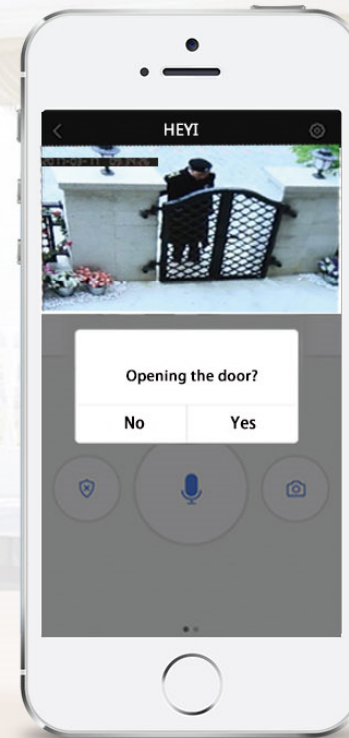 HEYI
Opening the door?
No
Yes